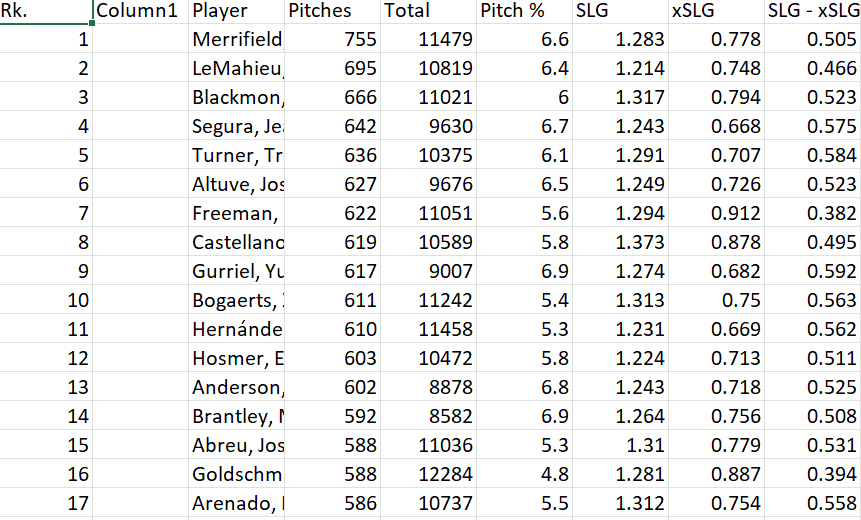 Rk. Column1 Player Pitches Total Pitch % SLG xSLG SLG - xSLG
1 Merrifield, 755 11479 6.6 1.283 0.778 0.505
2 LeMahieu, 695 10819 6.4 1.214 0.748 0.466
3 Blackmon, 666 11021 6 1.317 0.794 0.523
4 Segura, Je 642 9630 6.7 1.243 0.668 0.575
5 Turner, Tr 636 10375 6.1 1.291 0.707 0.584
6 Altuve, Jos 627 9676 6.5 1.249 0.726 0.523
7 Freeman, 622 11051 5.6 1.294 0.912 0.382
8 Castellano 619 10589 5.8 1.373 0.878 0.495
9 Gurriel, Yu 617 9007 6.9 1.274 0.682 0.592
10 Bogaerts, 611 11242 5.4 1.313 0.75 0.563
11 Hernánde 610 11458 5.3 1.231 0.669 0.562
12 Hosmer, E 603 10472 5.8 1.224 0.713 0.511
13 Anderson, 602 8878 6.8 1.243 0.718 0.525
14 Brantley, 592 8582 6.9 1.264 0.756 0.508
15 Abreu, Jos 588 11036 5.3 1.31 0.779 0.531
16 Goldschm 588 12284 4.8 1.281 0.887 0.394
17 Arenado, 586 10737 5.5 1.312 0.754 0.558